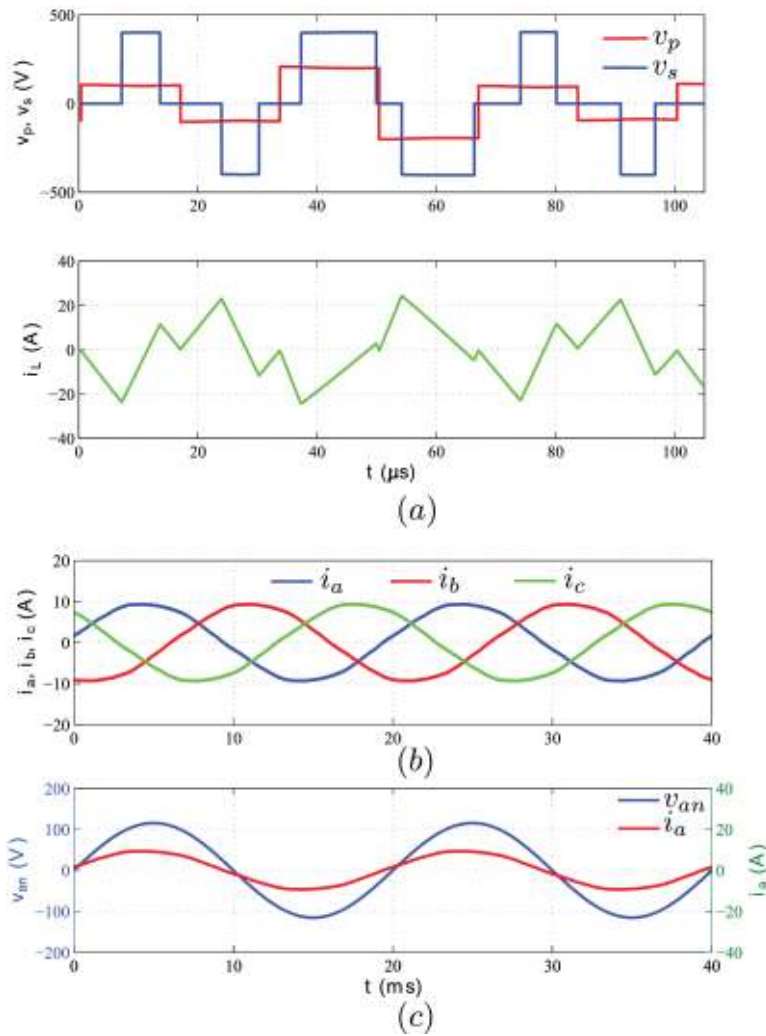 500
v_p
v_s
0
−500
v_p, v_s (V)
0 20 40 60 80 100
40
20
0
−20
−40
i_L (A)
0 20 40 60 80 100
t (μs)
(a)
20
i_a i_b i_c
10
0
−10
−20
i_a, i_b, i_c (A)
0 10 20 30 40
(b)
200 40
v_an
i_a
100 20
0 0
−100 −20
−200 −40
v_an (V)
i_a (A)
0 10 20 30 40
t (ms)
(c)